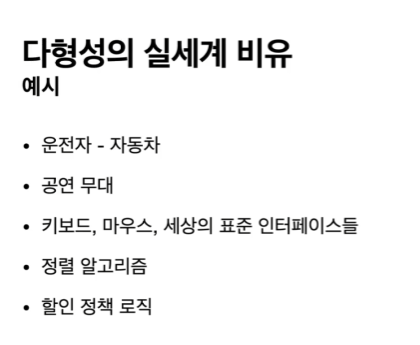 다형성의 실세계 비유
예시
• 운전자 - 자동차
• 공연 무대
• 키보드, 마우스, 세상의 표준 인터페이스들
• 정렬 알고리즘
• 할인 정책 로직